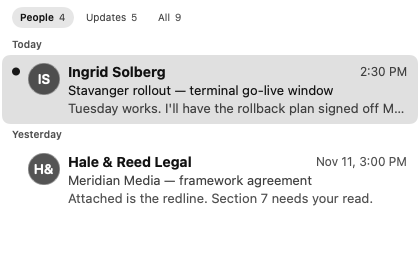 People 4 Updates 5 All 9
Today
IS Ingrid Solberg 2:30 PM
Stavanger rollout — terminal go-live window
Tuesday works. I'll have the rollback plan signed off M...
Yesterday
H& Hale & Reed Legal Nov 11, 3:00 PM
Meridian Media — framework agreement
Attached is the redline. Section 7 needs your read.